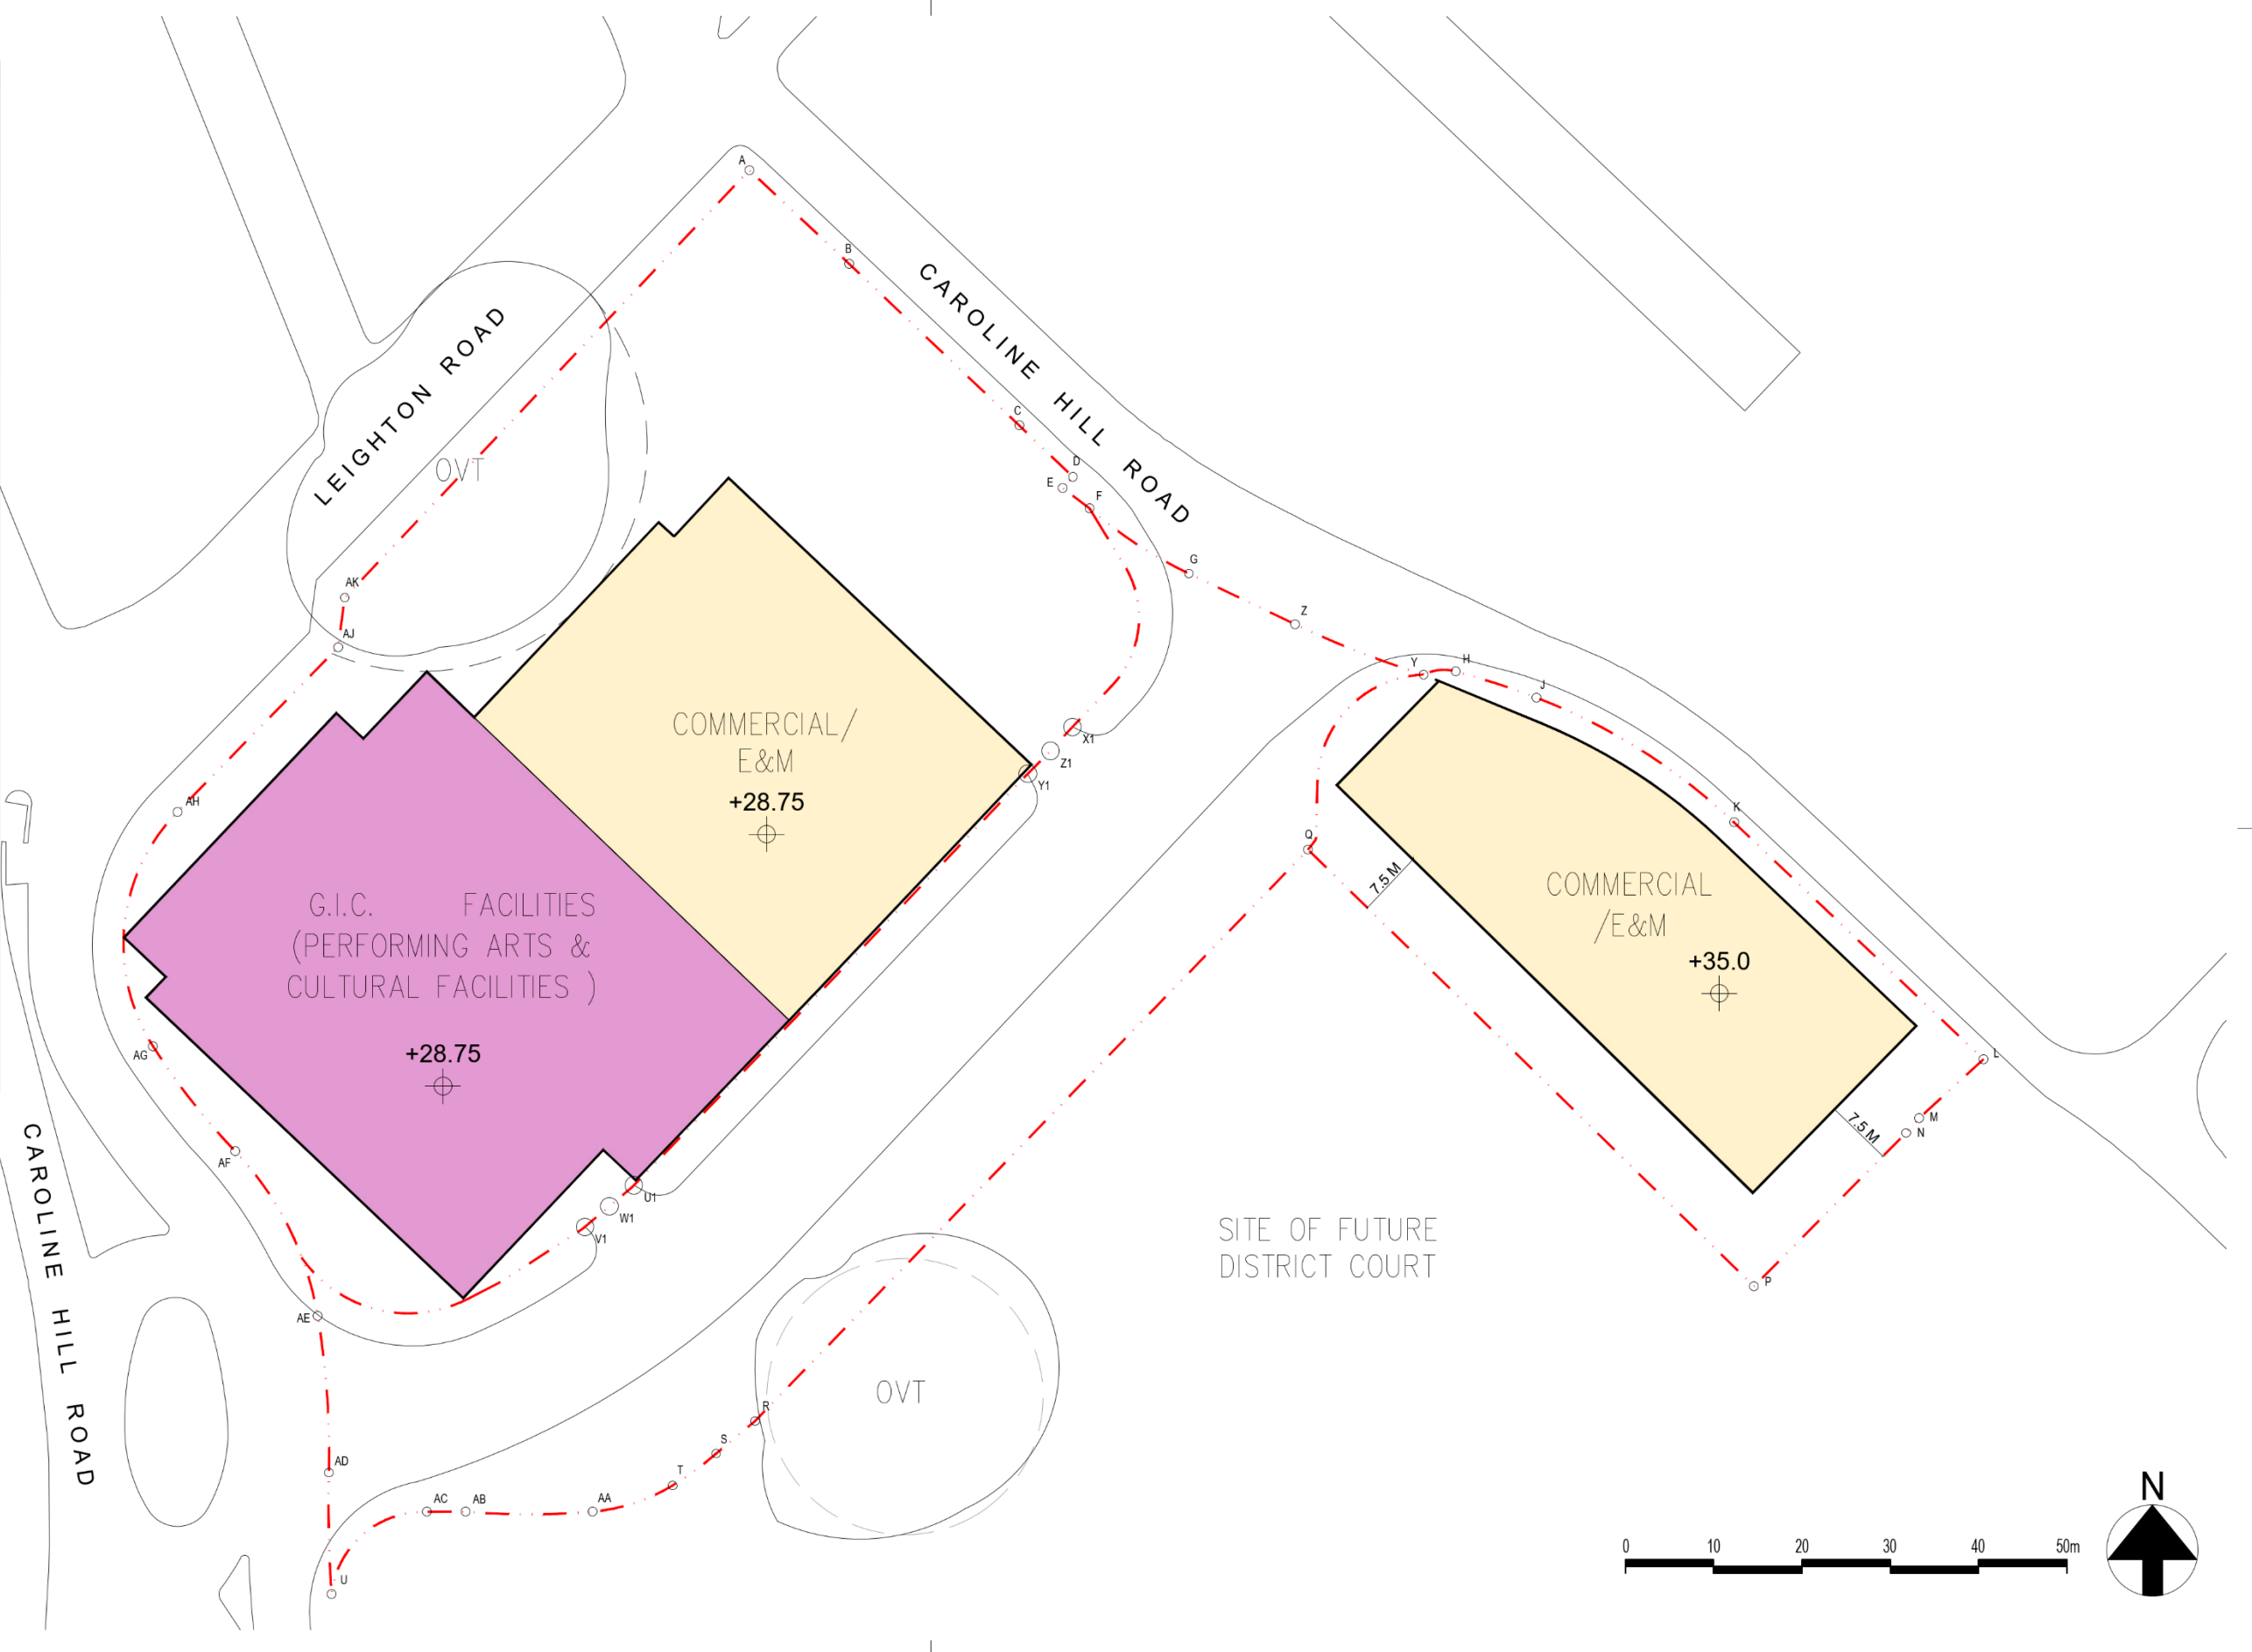 A
B
CAROLINE HILL ROAD
LEIGHTON ROAD
C
D
E
F
OVT
G
AK
Z
AJ
Y
H
J
COMMERCIAL/
E&M
+28.75
X1
Z1
Y1
AH
K
Q
7.5 M
COMMERCIAL
/E&M
+35.0
G.I.C. FACILITIES
(PERFORMING ARTS &
CULTURAL FACILITIES )
+28.75
AG
L
M
N
7.5 M
AF
CAROLINE HILL ROAD
U1
W1
V1
SITE OF FUTURE
DISTRICT COURT
P
AE
OVT
R
S
T
AD
AC
AB
AA
U
N
0 10 20 30 40 50m